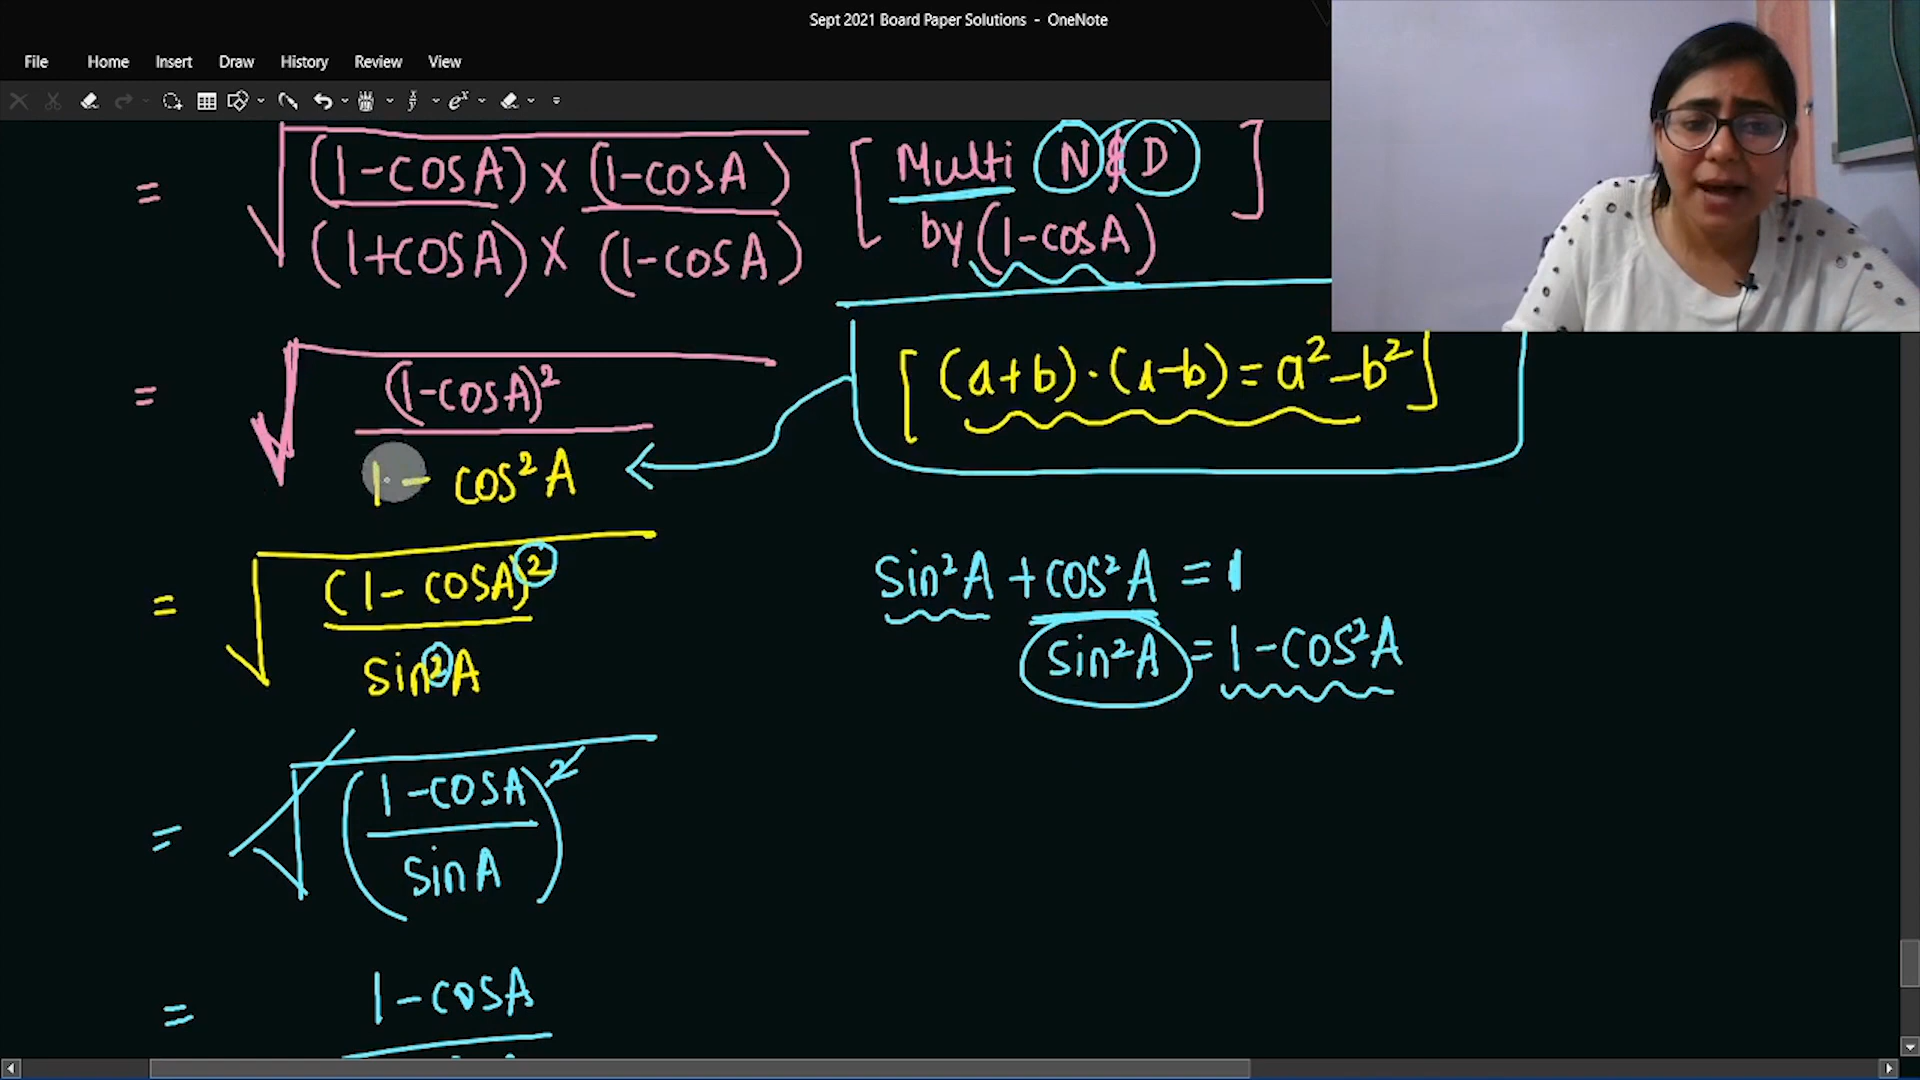 Sept 2021 Board Paper Solutions - OneNote
File Home Insert Draw History Review View
= √((1-cosA) × (1-cosA) / (1+cosA) × (1-cosA)) [Multi N & D by (1-cosA)]
= √((1-cosA)² / 1 - cos²A) [(a+b)·(a-b) = a²-b²]
= √((1-cosA)² / sin²A)
sin²A + cos²A = 1
sin²A = 1-cos²A
= √((1-cosA / sinA)²)
= 1-cosA